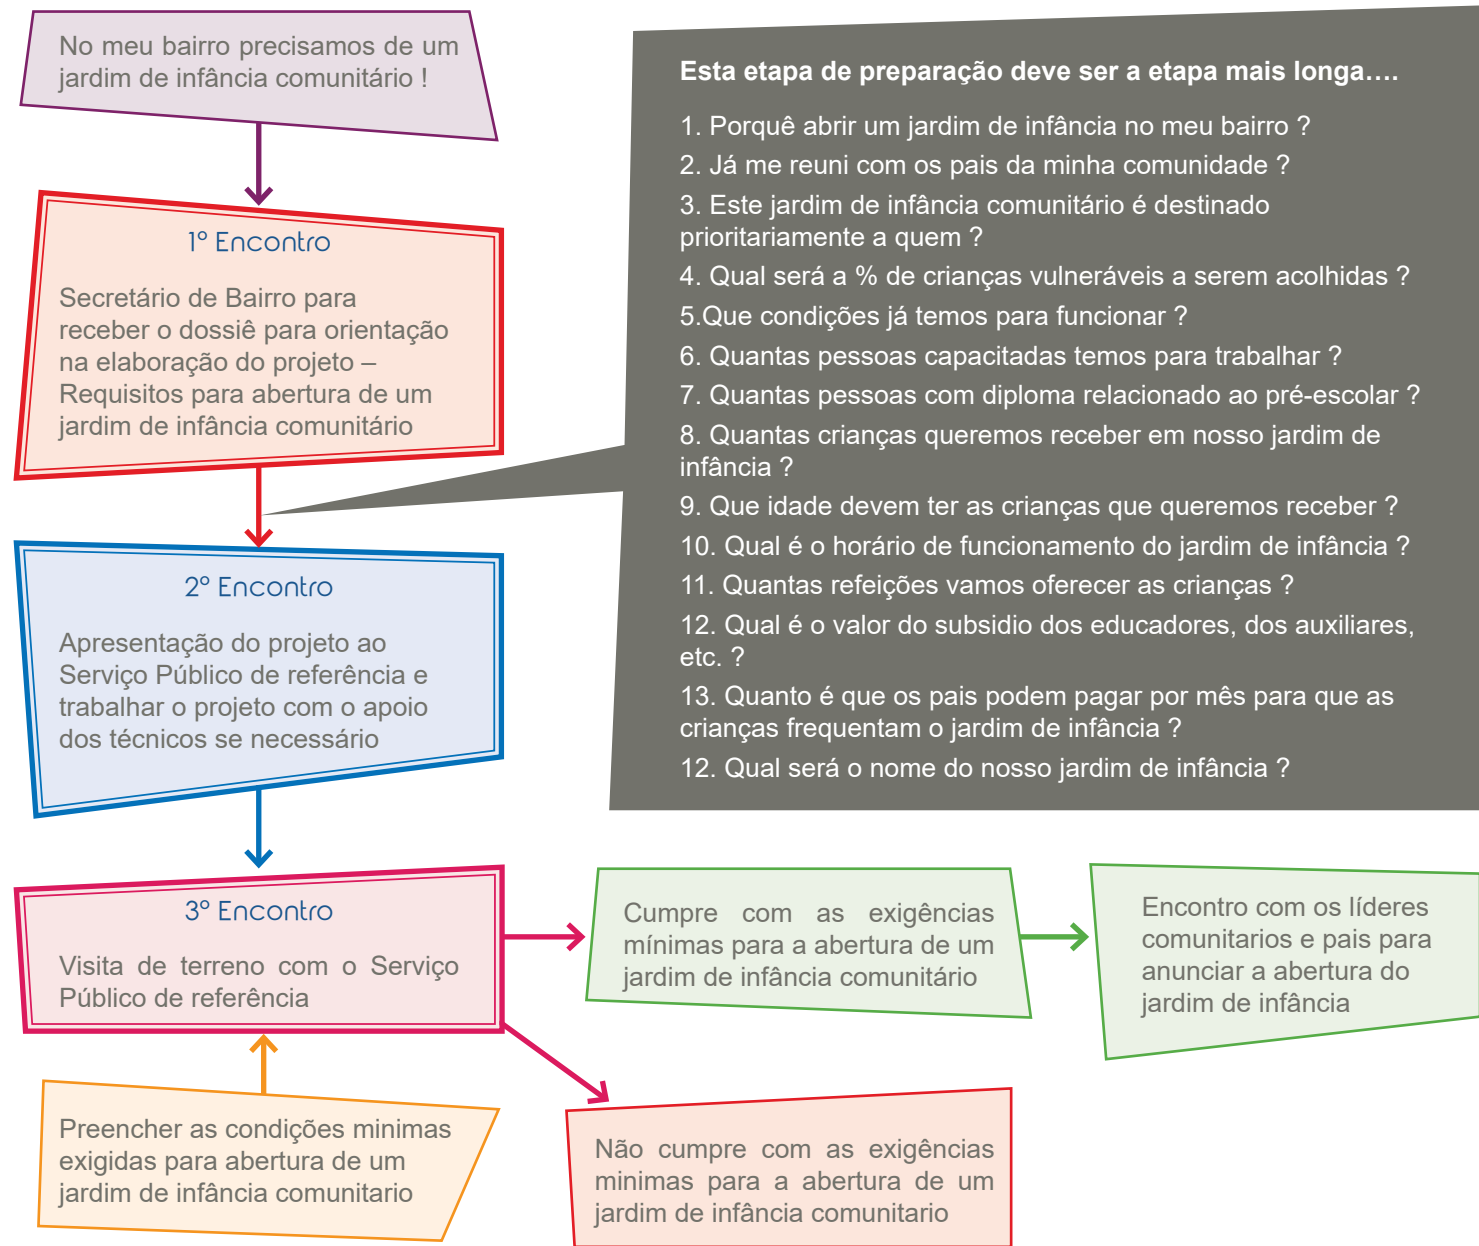 No meu bairro precisamos de um
jardim de infância comunitário !
1º Encontro
Secretário de Bairro para
receber o dossiê para orientação
na elaboração do projeto –
Requisitos para abertura de um
jardim de infância comunitário
Esta etapa de preparação deve ser a etapa mais longa….
1. Porquê abrir um jardim de infância no meu bairro ?
2. Já me reuni com os pais da minha comunidade ?
3. Este jardim de infância comunitário é destinado
prioritariamente a quem ?
4. Qual será a % de crianças vulneráveis a serem acolhidas ?
5.Que condições já temos para funcionar ?
6. Quantas pessoas capacitadas temos para trabalhar ?
7. Quantas pessoas com diploma relacionado ao pré-escolar ?
8. Quantas crianças queremos receber em nosso jardim de
infância ?
9. Que idade devem ter as crianças que queremos receber ?
10. Qual é o horário de funcionamento do jardim de infância ?
11. Quantas refeições vamos oferecer as crianças ?
12. Qual é o valor do subsidio dos educadores, dos auxiliares,
etc. ?
13. Quanto é que os pais podem pagar por mês para que as
crianças frequentam o jardim de infância ?
12. Qual será o nome do nosso jardim de infância ?
2º Encontro
Apresentação do projeto ao
Serviço Público de referência e
trabalhar o projeto com o apoio
dos técnicos se necessário
3º Encontro
Visita de terreno com o Serviço
Público de referência
Cumpre com as exigências
mínimas para a abertura de um
jardim de infância comunitário
Encontro com os líderes
comunitarios e pais para
anunciar a abertura do
jardim de infância
Preencher as condições minimas
exigidas para abertura de um
jardim de infância comunitario
Não cumpre com as exigências
minimas para a abertura de um
jardim de infância comunitario